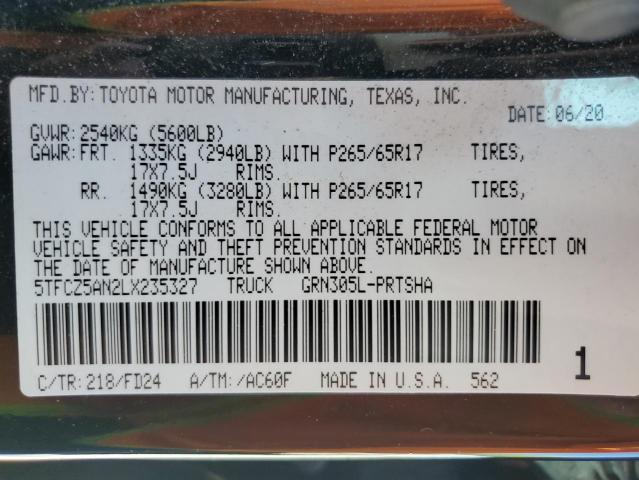 MFD.BY: TOYOTA MOTOR MANUFACTURING, TEXAS, INC.
DATE: 06/20
GVWR: 2540KG (5600LB)
GAWR: FRT. 1335KG (2940LB) WITH P265/65R17 TIRES,
17X7.5J RIMS.
RR. 1490KG (3280LB) WITH P265/65R17 TIRES,
17X7.5J RIMS.
THIS VEHICLE CONFORMS TO ALL APPLICABLE FEDERAL MOTOR
VEHICLE SAFETY AND THEFT PREVENTION STANDARDS IN EFFECT ON
THE DATE OF MANUFACTURE SHOWN ABOVE.
5TFCZ5AN2LX235327 TRUCK GRN305L-PRTSHA
C/TR: 218/FD24 A/TM: /AC60F MADE IN U.S.A. 562
1